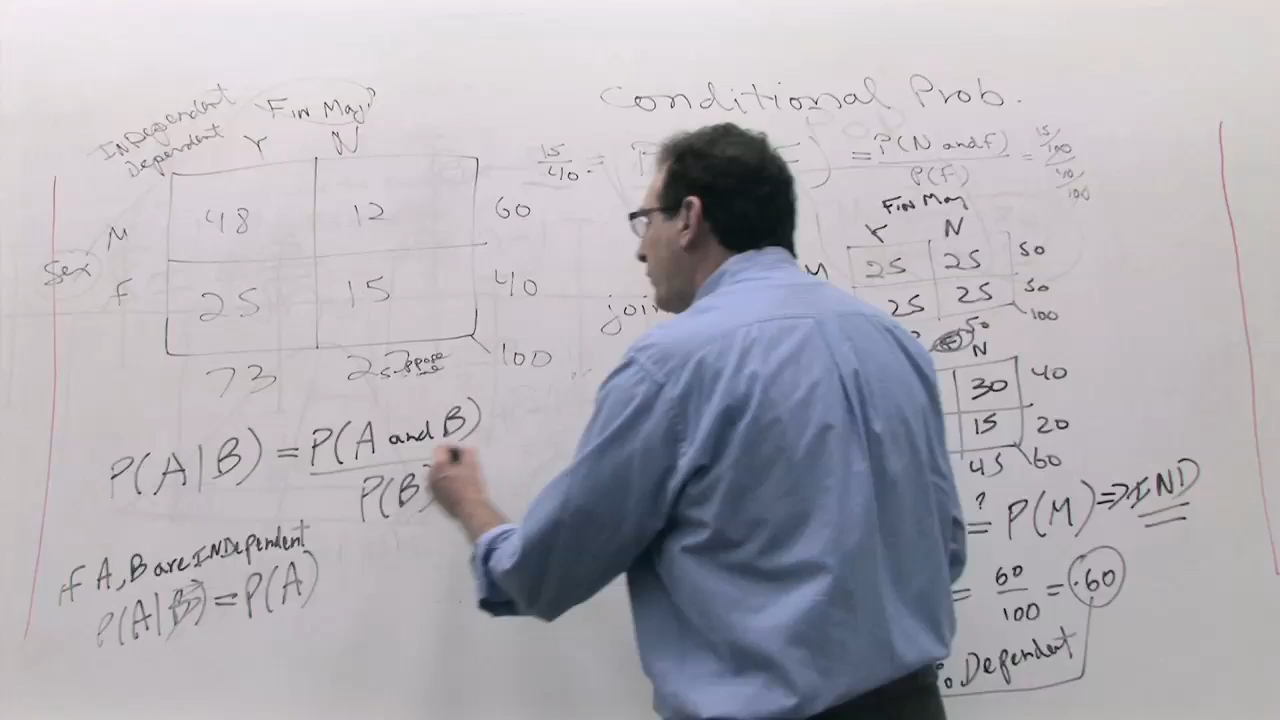 Conditional Prob.
INDependent
Dependent
Fin Maj?
Y N
M 48 12 60
Sex
F 25 15 40
73 27 100
15/40 = P( ) = P(N and F)/P(F) = 15/100 / 40/100
Fin Maj
Y N
M 25 25 50
25 25 50
50 100
N
30 40
15 20
45 60
P(A|B) = P(A and B)/P(B)
if A, B are INDependent
P(A|B) = P(A)
? = P(M) => IND
= 60/100 = .60
Dependent